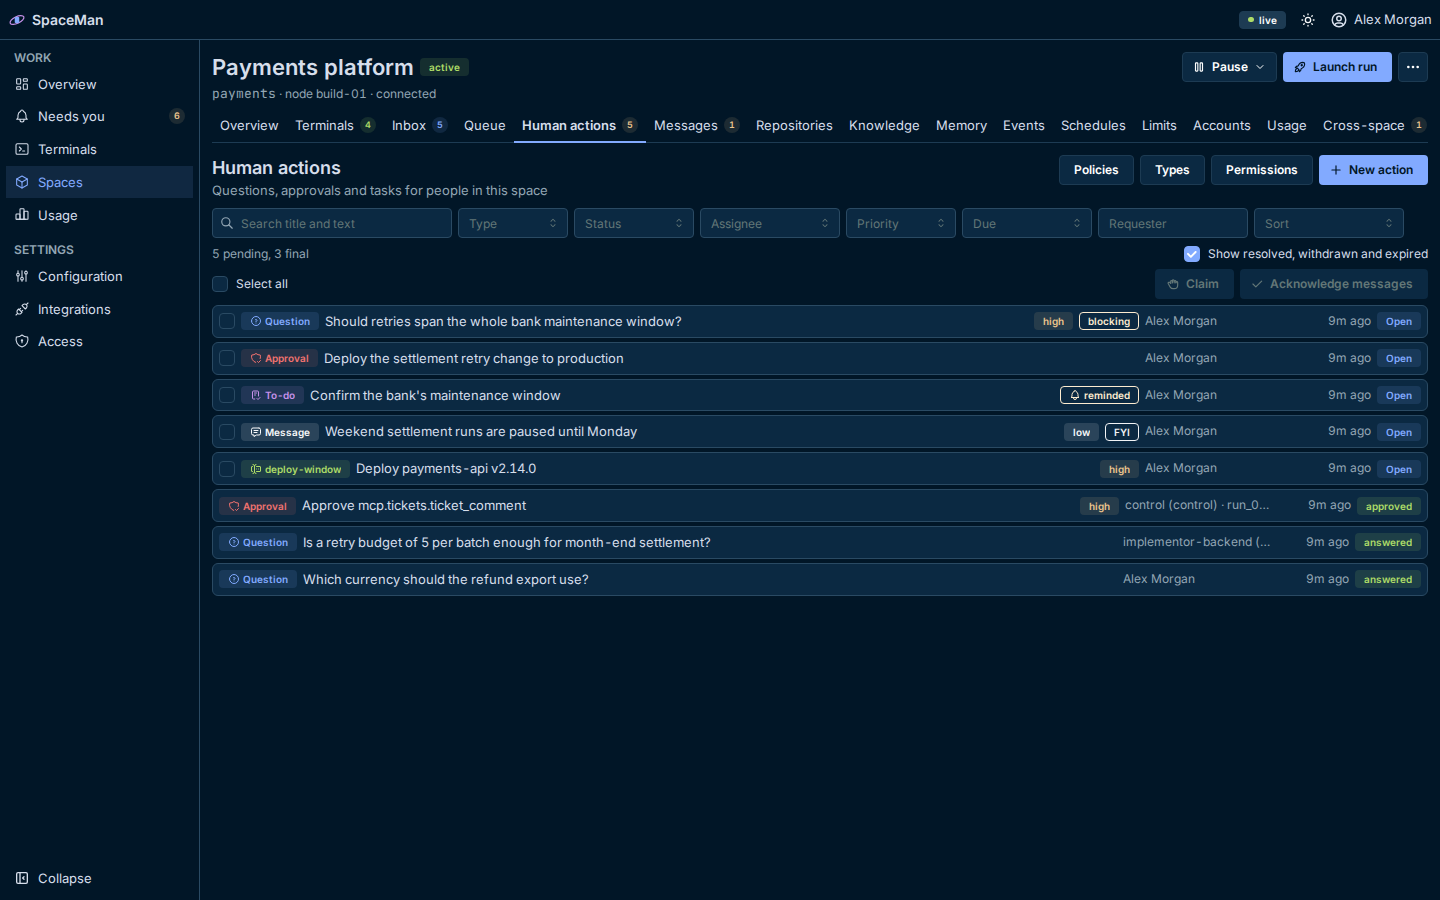 SpaceMan
live
Alex Morgan
WORK
Overview
Needs you 6
Terminals
Spaces
Usage
SETTINGS
Configuration
Integrations
Access
Collapse
Payments platform active
payments · node build-01 · connected
Pause
Launch run
Overview Terminals 4 Inbox 5 Queue Human actions 5 Messages 1 Repositories Knowledge Memory Events Schedules Limits Accounts Usage Cross-space 1
Human actions
Questions, approvals and tasks for people in this space
Policies Types Permissions New action
Search title and text Type Status Assignee Priority Due Requester Sort
5 pending, 3 final
Show resolved, withdrawn and expired
Select all
Claim Acknowledge messages
Question Should retries span the whole bank maintenance window? high blocking Alex Morgan 9m ago Open
Approval Deploy the settlement retry change to production Alex Morgan 9m ago Open
To-do Confirm the bank's maintenance window reminded Alex Morgan 9m ago Open
Message Weekend settlement runs are paused until Monday low FYI Alex Morgan 9m ago Open
deploy-window Deploy payments-api v2.14.0 high Alex Morgan 9m ago Open
Approval Approve mcp.tickets.ticket_comment high control (control) · run_0... 9m ago approved
Question Is a retry budget of 5 per batch enough for month-end settlement? implementor-backend (... 9m ago answered
Question Which currency should the refund export use? Alex Morgan 9m ago answered